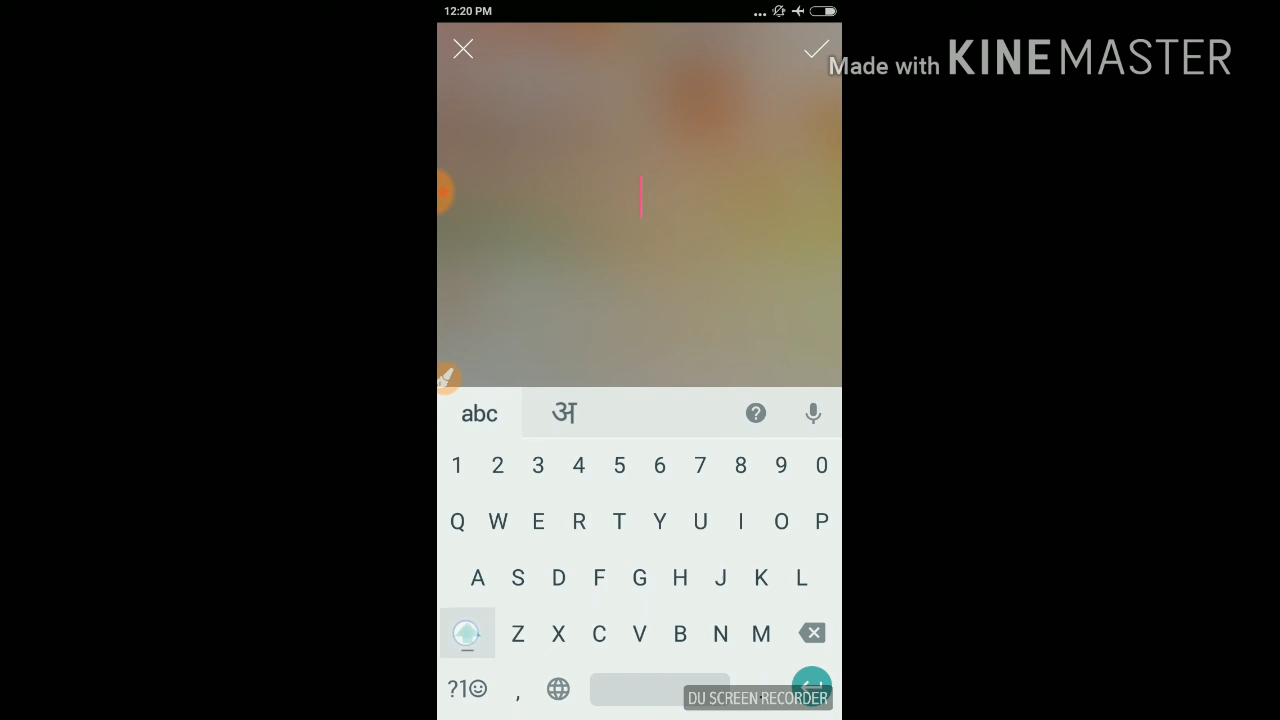 12:20 PM
Made with KINEMASTER
abc अ
1 2 3 4 5 6 7 8 9 0
Q W E R T Y U I O P
A S D F G H J K L
Z X C V B N M
?1☺ ,
DU SCREEN RECORDER